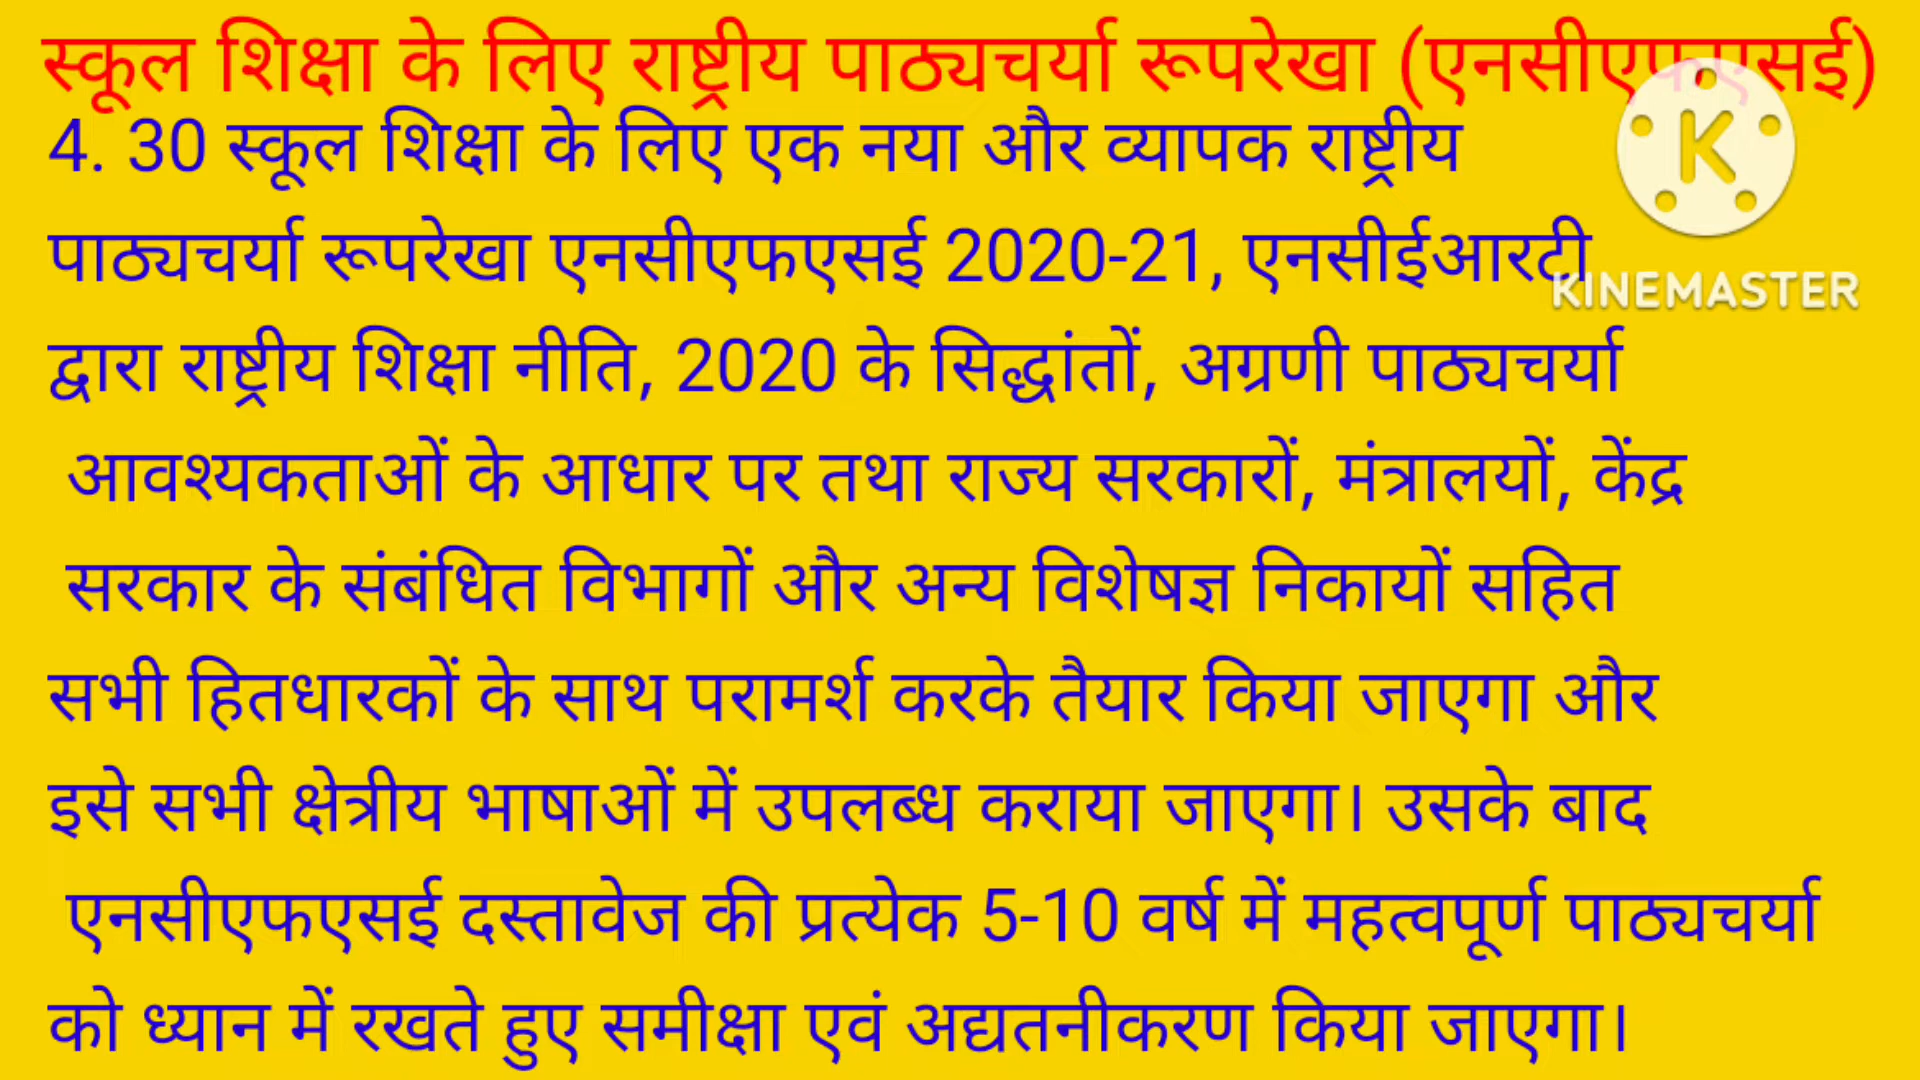 स्कूल शिक्षा के लिए राष्ट्रीय पाठ्यचर्या रूपरेखा (एनसीएफएसई)
4. 30 स्कूल शिक्षा के लिए एक नया और व्यापक राष्ट्रीय
पाठ्यचर्या रूपरेखा एनसीएफएसई 2020-21, एनसीईआरटी
द्वारा राष्ट्रीय शिक्षा नीति, 2020 के सिद्धांतों, अग्रणी पाठ्यचर्या
आवश्यकताओं के आधार पर तथा राज्य सरकारों, मंत्रालयों, केंद्र
सरकार के संबंधित विभागों और अन्य विशेषज्ञ निकायों सहित
सभी हितधारकों के साथ परामर्श करके तैयार किया जाएगा और
इसे सभी क्षेत्रीय भाषाओं में उपलब्ध कराया जाएगा। उसके बाद
एनसीएफएसई दस्तावेज की प्रत्येक 5-10 वर्ष में महत्वपूर्ण पाठ्यचर्या
को ध्यान में रखते हुए समीक्षा एवं अद्यतनीकरण किया जाएगा।
K
KINEMASTER